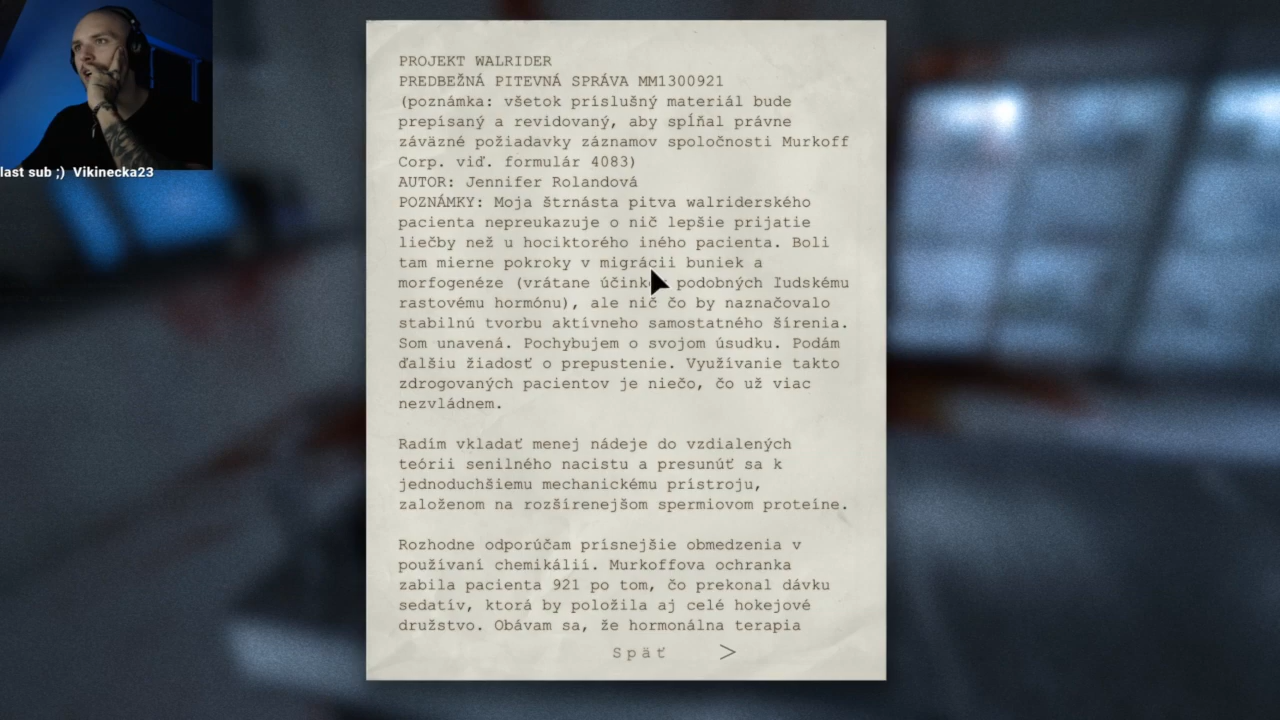 last sub ;) Vikinecka23
PROJEKT WALRIDER
PREDBEŽNÁ PITEVNÁ SPRÁVA MM1300921
(poznámka: všetok príslušný materiál bude
prepísaný a revidovaný, aby spĺňal právne
záväzné požiadavky záznamov spoločnosti Murkoff
Corp. viď. formulár 4083)
AUTOR: Jennifer Rolandová
POZNÁMKY: Moja štrnásta pitva walriderského
pacienta nepreukazuje o nič lepšie prijatie
liečby než u hociktorého iného pacienta. Boli
tam mierne pokroky v migrácii buniek a
morfogenéze (vrátane podobných ľudskému
rastovému hormónu), ale nič čo by naznačovalo
stabilnú tvorbu aktívneho samostatného šírenia.
Som unavená. Pochybujem o svojom úsudku. Podám
ďalšiu žiadosť o prepustenie. Využívanie takto
zdrogovaných pacientov je niečo, čo už viac
nezvládnem.
Radím vkladať menej nádeje do vzdialených
teórii senilného nacistu a presunúť sa k
jednoduchšiemu mechanickému prístroju,
založenom na rozšírenejšom spermiovom proteíne.
Rozhodne odporúčam prísnejšie obmedzenia v
používaní chemikálií. Murkoffova ochranka
zabila pacienta 921 po tom, čo prekonal dávku
sedatív, ktorá by položila aj celé hokejové
družstvo. Obávam sa, že hormonálna terapia
Späť >